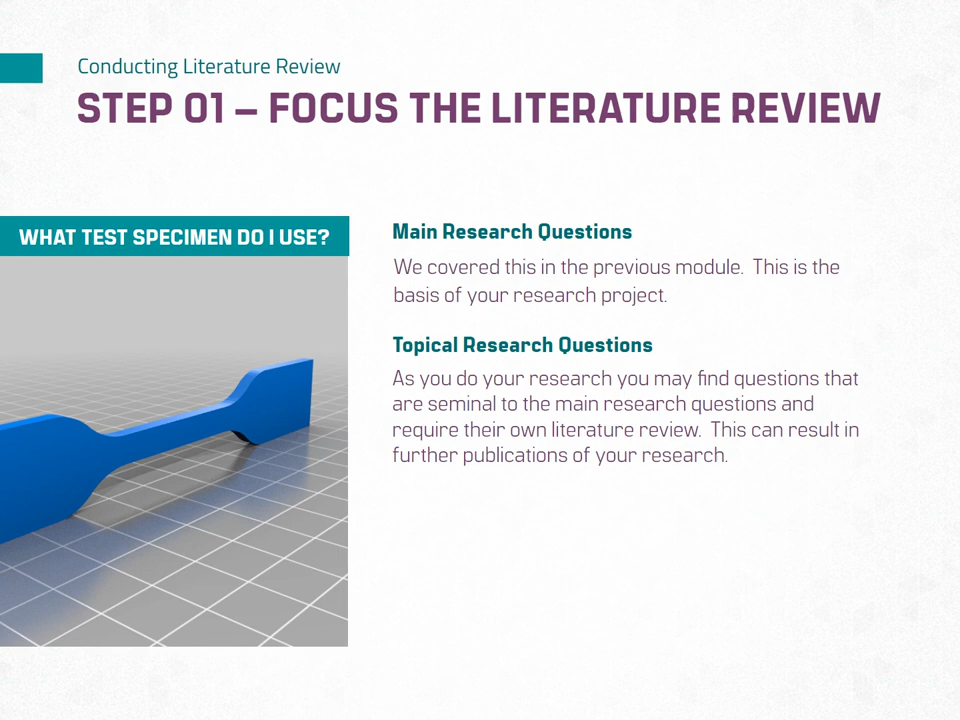 Conducting Literature Review
STEP 01 – FOCUS THE LITERATURE REVIEW
WHAT TEST SPECIMEN DO I USE?
Main Research Questions
We covered this in the previous module.  This is the
basis of your research project.
Topical Research Questions
As you do your research you may find questions that
are seminal to the main research questions and
require their own literature review.  This can result in
further publications of your research.